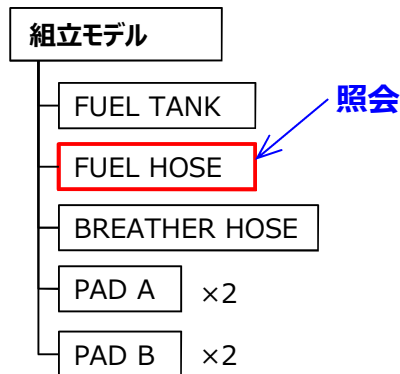 組立モデル
FUEL TANK
照会
FUEL HOSE
BREATHER HOSE
PAD A ×2
PAD B ×2